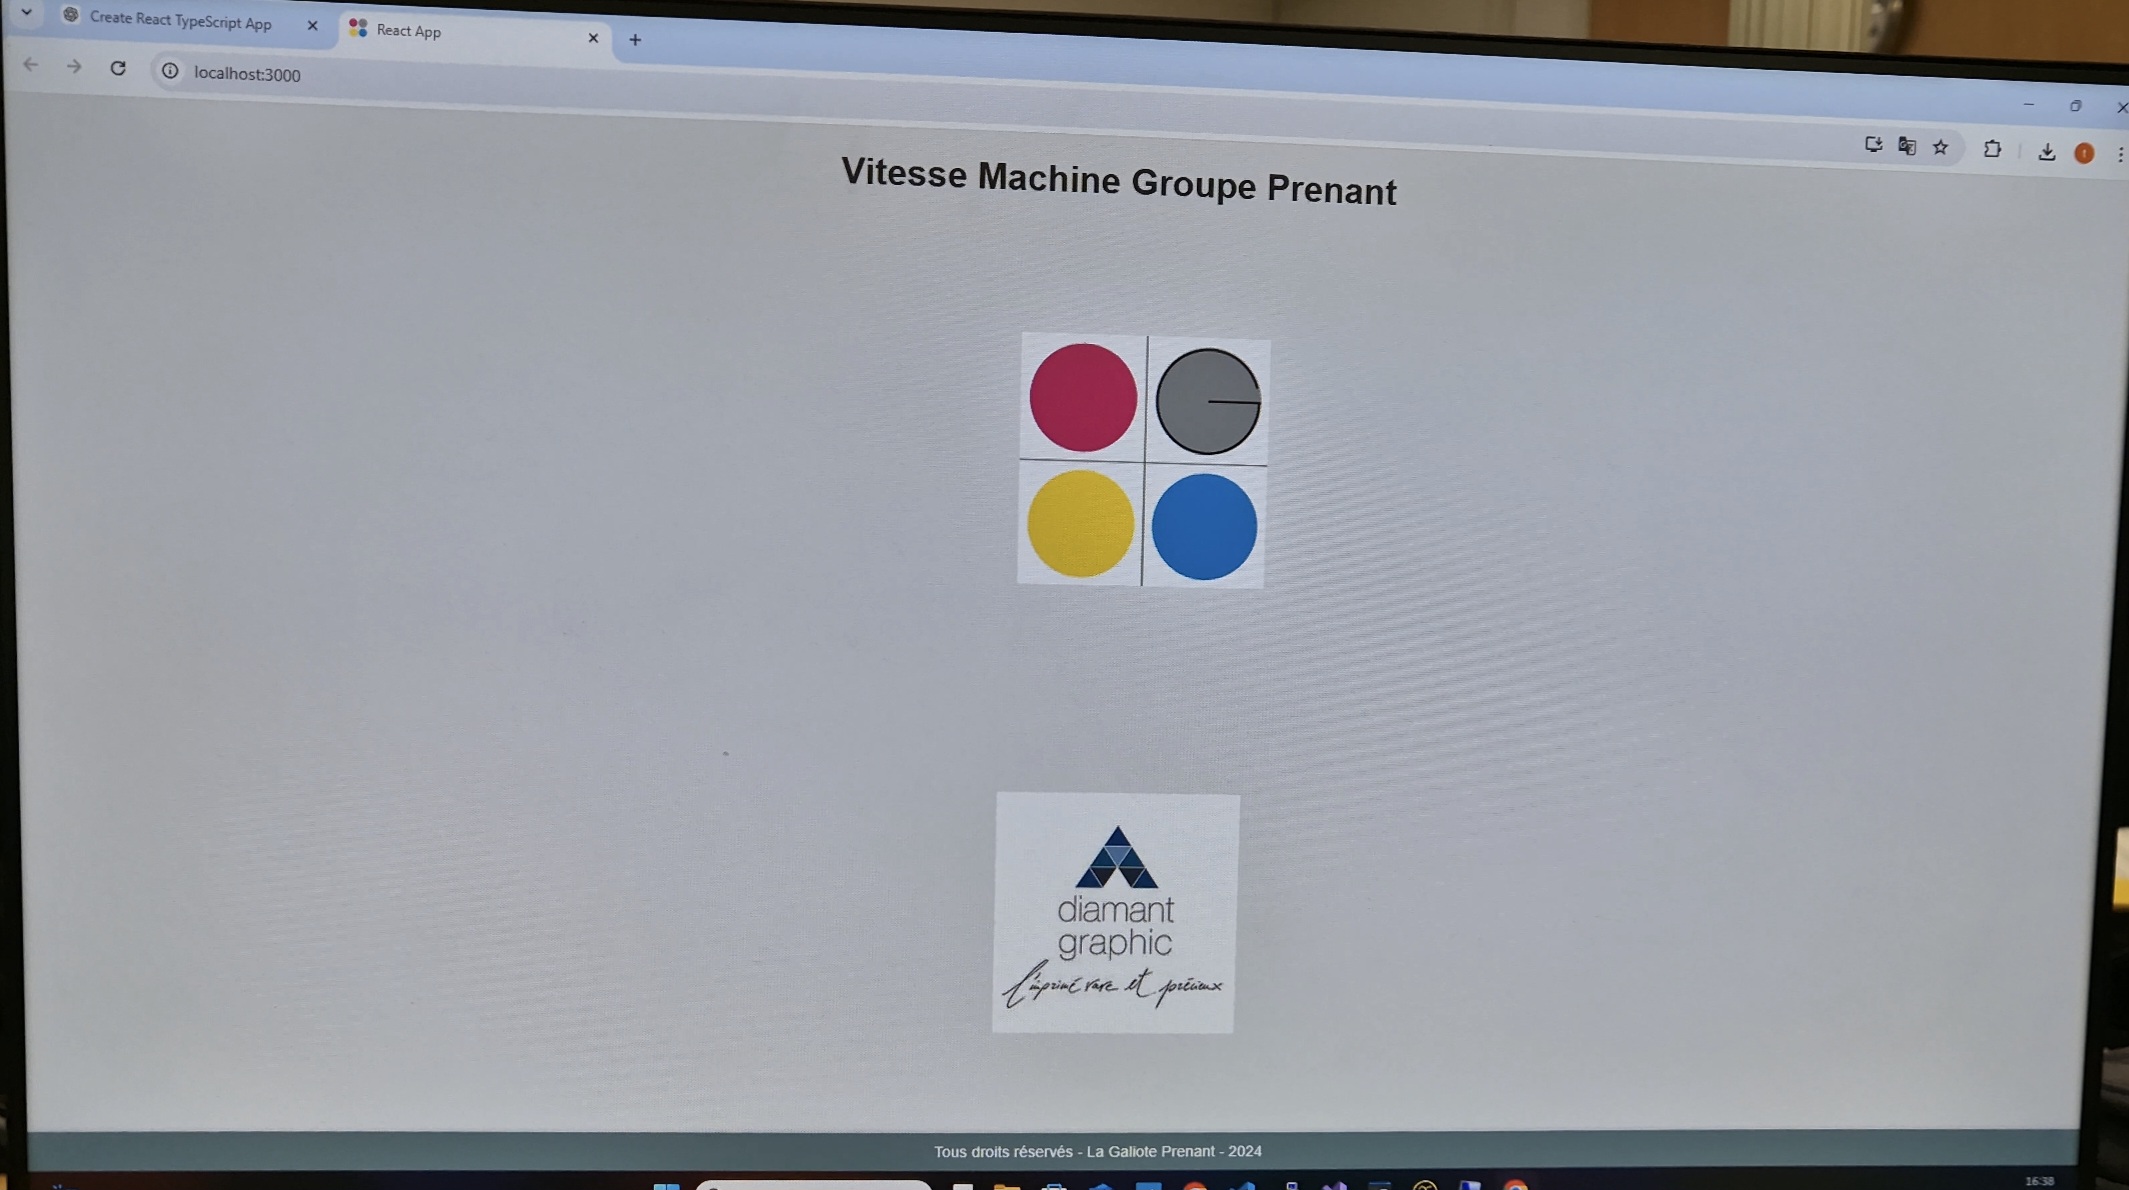 Create React TypeScript App
React App
localhost:3000
Vitesse Machine Groupe Prenant
diamant
graphic
l'imprimé rare et précieux
Tous droits réservés - La Galiote Prenant - 2024
16:38